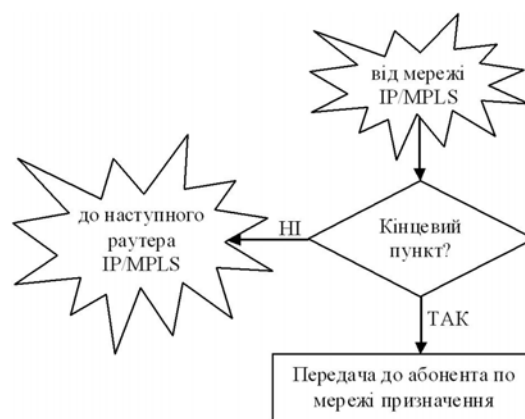 від мережі
IP/MPLS
до наступного
раутера
IP/MPLS
НІ
Кінцевий
пункт?
ТАК
Передача до абонента по
мережі призначення